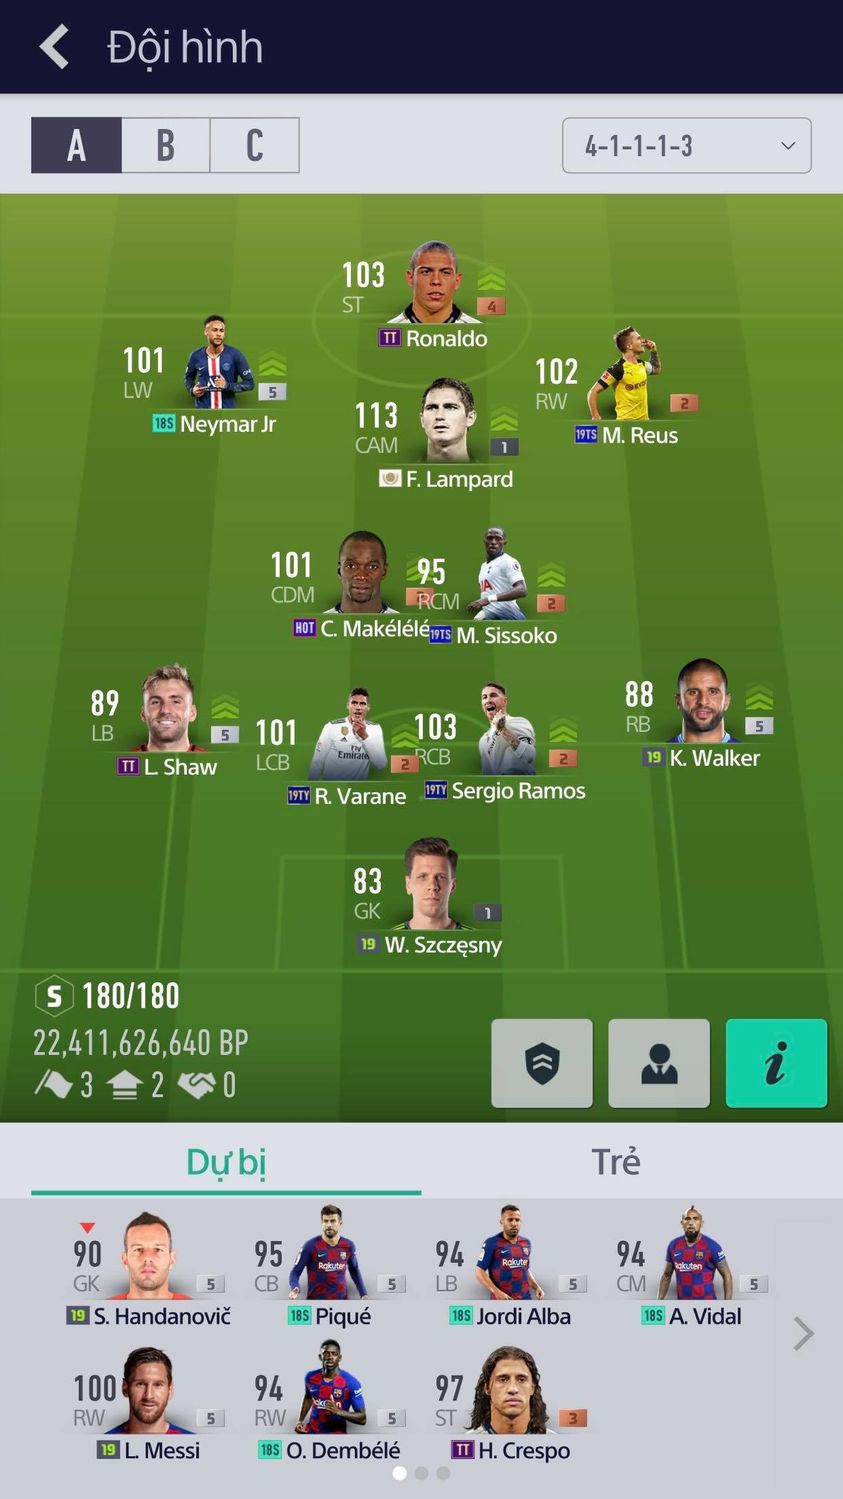 Đội hình
A B C
4-1-1-1-3
103
ST
4
TT Ronaldo
101
LW
5
18S Neymar Jr
102
RW
2
19TS M. Reus
113
CAM
1
F. Lampard
101
CDM
HOT C. Makélélé
95
RCM
2
19TS M. Sissoko
89
LB
5
TT L. Shaw
101
LCB
2
19TY R. Varane
103
RCB
2
19TY Sergio Ramos
88
RB
5
19 K. Walker
83
GK
1
19 W. Szczęsny
S 180/180
22,411,626,640 BP
3 2 0
i
Dự bị Trẻ
90
GK
5
19 S. Handanovič
95
CB
5
18S Piqué
94
LB
5
18S Jordi Alba
94
CM
5
18S A. Vidal
100
RW
5
19 L. Messi
94
RW
5
18S O. Dembélé
97
ST
3
TT H. Crespo